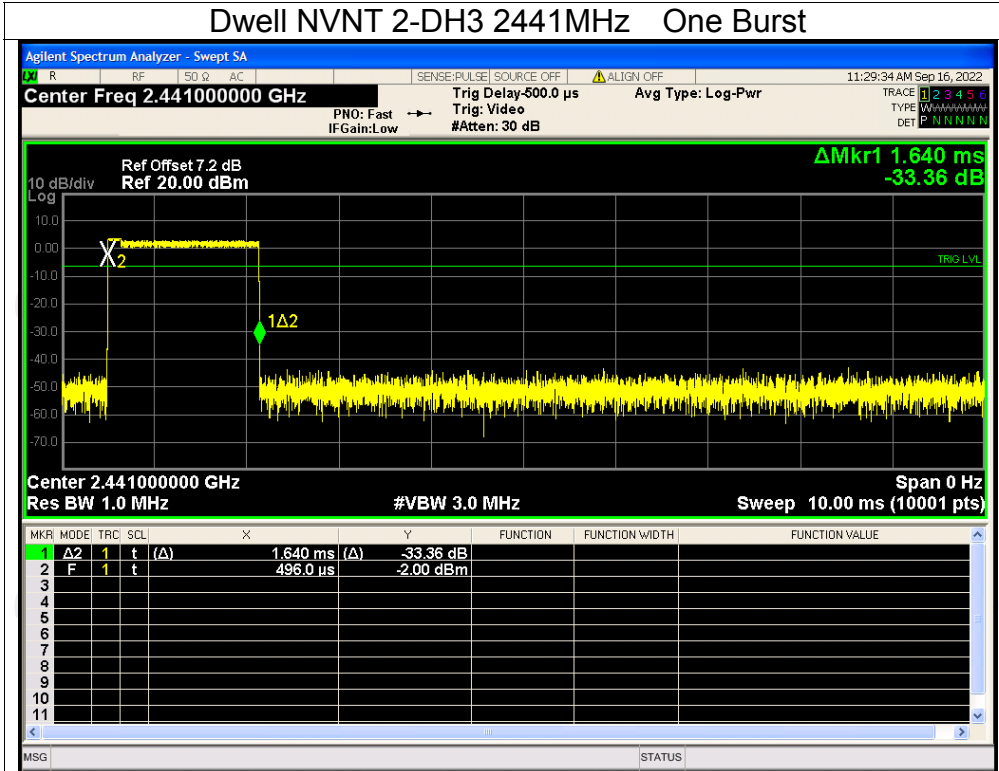 Dwell NVNT 2-DH3 2441MHz One Burst
Agilent Spectrum Analyzer - Swept SA
LXI R RF 50 Ω AC SENSE:PULSE SOURCE OFF ALIGN OFF 11:29:34 AM Sep 16, 2022
Center Freq 2.441000000 GHz
PNO: Fast
IFGain:Low
Trig Delay-500.0 µs
Trig: Video
#Atten: 30 dB
Avg Type: Log-Pwr
TRACE 1 2 3 4 5 6
TYPE WWWWWWW
DET P N N N N N
ΔMkr1 1.640 ms
-33.36 dB
Ref Offset 7.2 dB
10 dB/div Ref 20.00 dBm
Log
10.0
0.00
-10.0
-20.0
-30.0
-40.0
-50.0
-60.0
-70.0
X2
TRIG LVL
1Δ2
Center 2.441000000 GHz Span 0 Hz
Res BW 1.0 MHz #VBW 3.0 MHz Sweep 10.00 ms (10001 pts)
MKR MODE TRC SCL X Y FUNCTION FUNCTION WIDTH FUNCTION VALUE
1 Δ2 1 t (Δ) 1.640 ms (Δ) -33.36 dB
2 F 1 t 496.0 µs -2.00 dBm
3
4
5
6
7
8
9
10
11
MSG STATUS